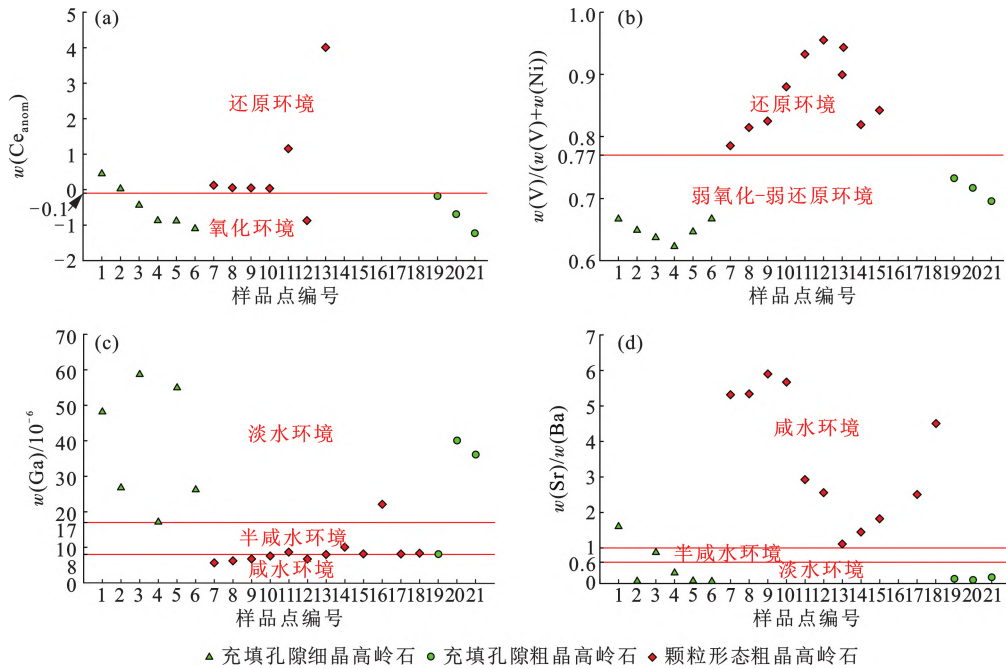 (a)
5
4
3
2
1
0
−0.1
−1
−2
w(Ce_anom)
还原环境
氧化环境
1 2 3 4 5 6 7 8 9 10 11 12 13 14 15 16 17 18 19 20 21
样品点编号
(b)
1.0
0.9
0.8
0.77
0.7
0.6
w(V)/(w(V)+w(Ni))
还原环境
弱氧化-弱还原环境
1 2 3 4 5 6 7 8 9 10 11 12 13 14 15 16 17 18 19 20 21
样品点编号
(c)
70
60
50
40
30
20
17
10
8
0
w(Ga)/10⁻⁶
淡水环境
半咸水环境
咸水环境
1 2 3 4 5 6 7 8 9 10 11 12 13 14 15 16 17 18 19 20 21
样品点编号
(d)
7
6
5
4
3
2
1
0.6
0
w(Sr)/w(Ba)
咸水环境
半咸水环境
淡水环境
1 2 3 4 5 6 7 8 9 10 11 12 13 14 15 16 17 18 19 20 21
样品点编号
充填孔隙细晶高岭石 充填孔隙粗晶高岭石 颗粒形态粗晶高岭石